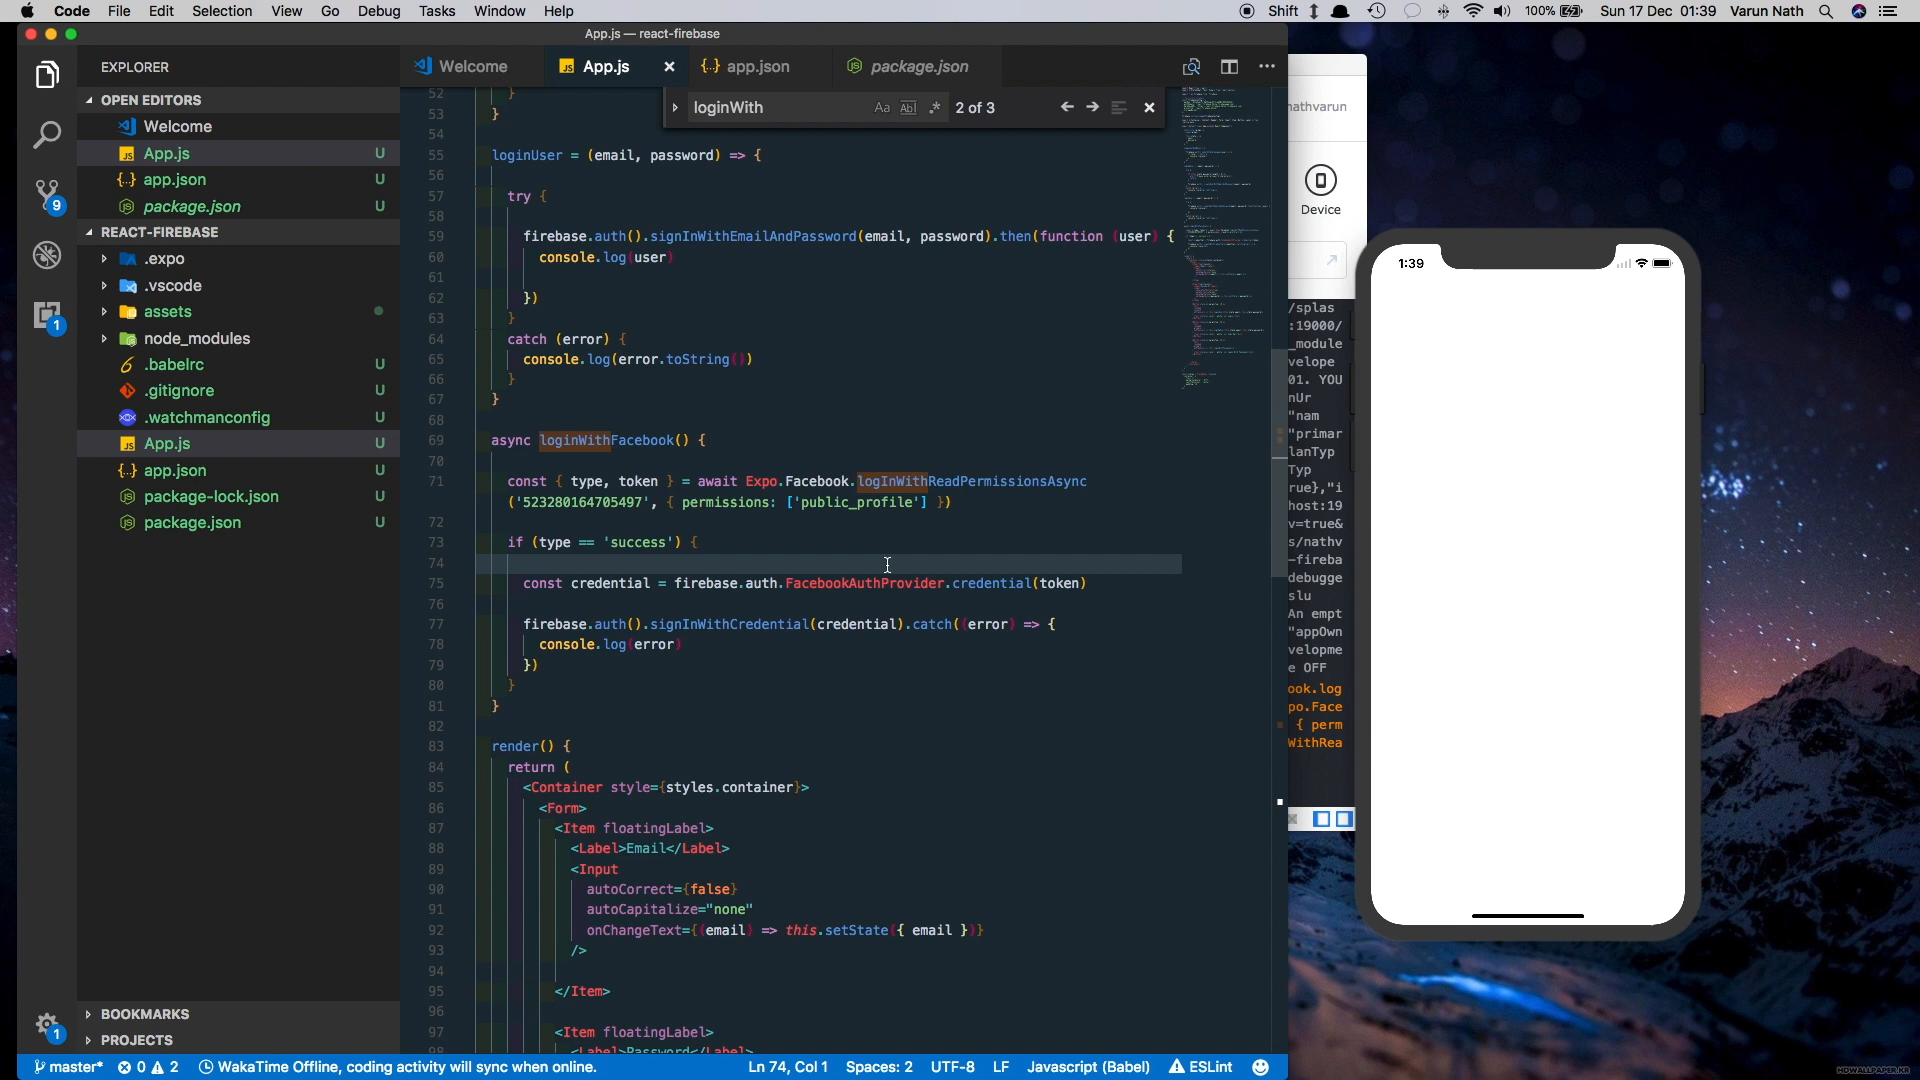 Code File Edit Selection View Go Debug Tasks Window Help
Shift 100% Sun 17 Dec 01:39 Varun Nath
App.js — react-firebase
EXPLORER
OPEN EDITORS
Welcome
App.js U
app.json U
package.json U
9
REACT-FIREBASE
.expo
.vscode
1
assets
node_modules
.babelrc U
.gitignore U
.watchmanconfig U
App.js U
app.json U
package-lock.json U
package.json U
BOOKMARKS
PROJECTS
1
Welcome
App.js
app.json
package.json
loginWith Aa Abl .* 2 of 3
52 }
53 }
54
55 loginUser = (email, password) => {
56
57 try {
58
59 firebase.auth().signInWithEmailAndPassword(email, password).then(function (user) {
60 console.log(user)
61
62 })
63 }
64 catch (error) {
65 console.log(error.toString())
66 }
67 }
68
69 async loginWithFacebook() {
70
71 const { type, token } = await Expo.Facebook.logInWithReadPermissionsAsync
('523280164705497', { permissions: ['public_profile'] })
72
73 if (type == 'success') {
74
75 const credential = firebase.auth.FacebookAuthProvider.credential(token)
76
77 firebase.auth().signInWithCredential(credential).catch((error) => {
78 console.log(error)
79 })
80 }
81 }
82
83 render() {
84 return (
85 <Container style={styles.container}>
86 <Form>
87 <Item floatingLabel>
88 <Label>Email</Label>
89 <Input
90 autoCorrect={false}
91 autoCapitalize="none"
92 onChangeText={(email) => this.setState({ email })}
93 />
94
95 </Item>
96
97 <Item floatingLabel>
98 <Label>Password</Label>
master* 0 2 WakaTime Offline, coding activity will sync when online. Ln 74, Col 1 Spaces: 2 UTF-8 LF Javascript (Babel) ESLint
nathvarun
Device
/splas
:19000/
_module
velope
01. YOU
nUr
"nam
"primar
lanTyp
Typ
rue},"i
host:19
v=true&
s/nathv
-fireba
debugge
slu
An empt
"appOwn
velopme
e OFF
ook.log
po.Face
{ perm
WithRea
1:39
HDWALLPAPER.KR